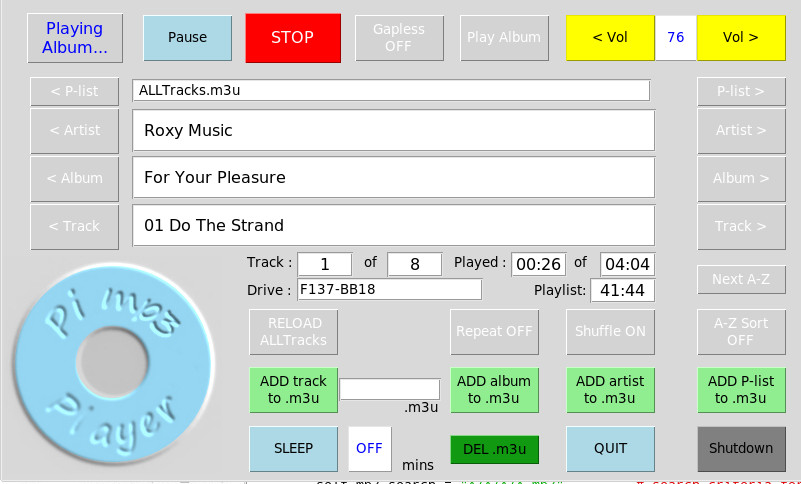 Playing
Album...
Pause
STOP
Gapless
OFF
Play Album
< Vol
76
Vol >
< P-list
ALLTracks.m3u
P-list >
< Artist
Roxy Music
Artist >
< Album
For Your Pleasure
Album >
< Track
01 Do The Strand
Track >
Track :
1
of
8
Played :
00:26
of
04:04
Next A-Z
Drive :
F137-BB18
Playlist:
41:44
Pi mp3
Player
RELOAD
ALLTracks
Repeat OFF
Shuffle ON
A-Z Sort
OFF
ADD track
to .m3u
.m3u
ADD album
to .m3u
ADD artist
to .m3u
ADD P-list
to .m3u
SLEEP
OFF
mins
DEL .m3u
QUIT
Shutdown